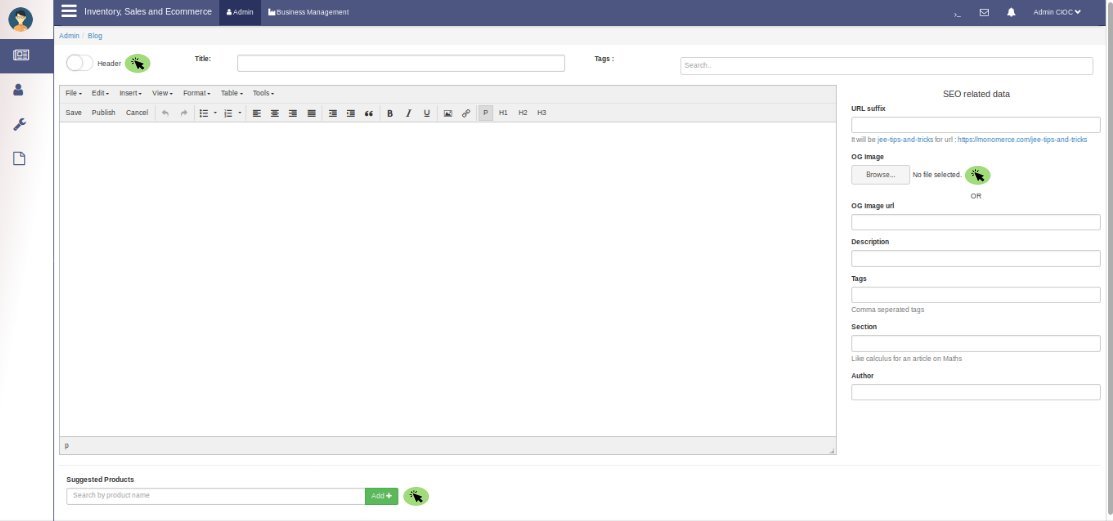 Inventory, Sales and Ecommerce Admin Business Management Admin CIOC
Admin / Blog
Header Title: Tags : Search..
File Edit Insert View Format Table Tools
Save Publish Cancel B I U P H1 H2 H3
p
SEO related data
URL suffix
It will be jee-tips-and-tricks for url : https://monomerce.com/jee-tips-and-tricks
OG Image
Browse... No file selected.
OR
OG Image url
Description
Tags
Comma seperated tags
Section
Like calculus for an article on Maths
Author
Suggested Products
Search by product name Add